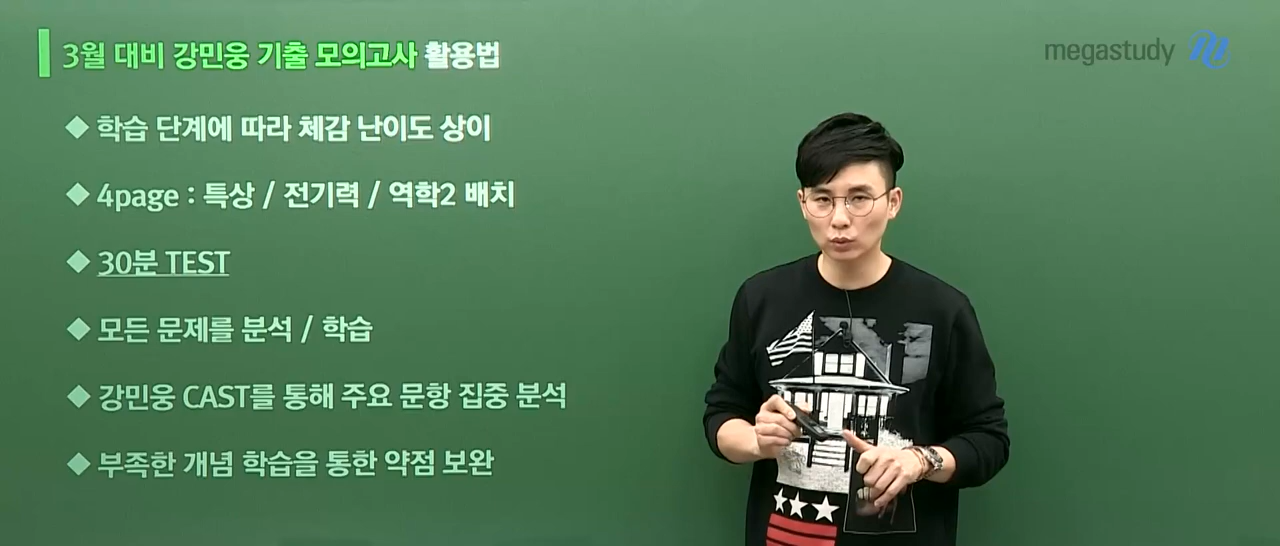 3월 대비 강민웅 기출 모의고사 활용법
megastudy M
◆ 학습 단계에 따라 체감 난이도 상이
◆ 4page : 특상 / 전기력 / 역학2 배치
◆ 30분 TEST
◆ 모든 문제를 분석 / 학습
◆ 강민웅 CAST를 통해 주요 문항 집중 분석
◆ 부족한 개념 학습을 통한 약점 보완